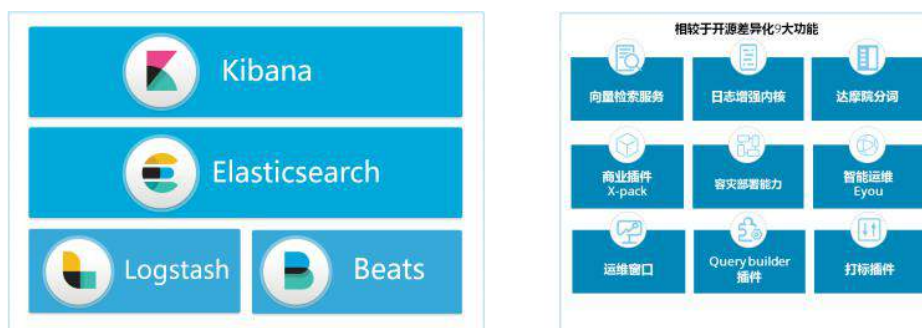 Kibana
Elasticsearch
Logstash
Beats
相较于开源差异化9大功能
向量检索服务
日志增强内核
达摩院分词
商业插件
X-pack
容灾部署能力
智能运维
Eyou
运维窗口
Querybuilder
插件
打标插件